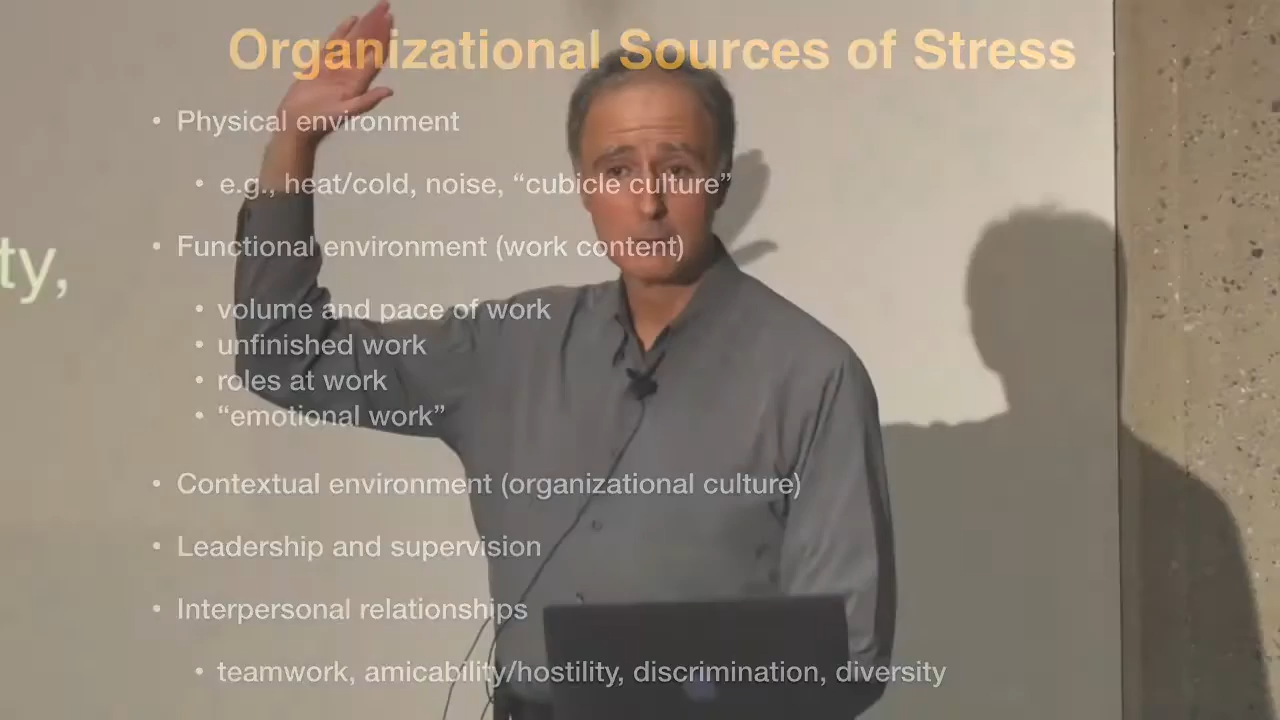 Organizational Sources of Stress
• Physical environment
• e.g., heat/cold, noise, “cubicle culture”
ty,
• Functional environment (work content)
• volume and pace of work
• unfinished work
• roles at work
• “emotional work”
• Contextual environment (organizational culture)
• Leadership and supervision
• Interpersonal relationships
• teamwork, amicability/hostility, discrimination, diversity